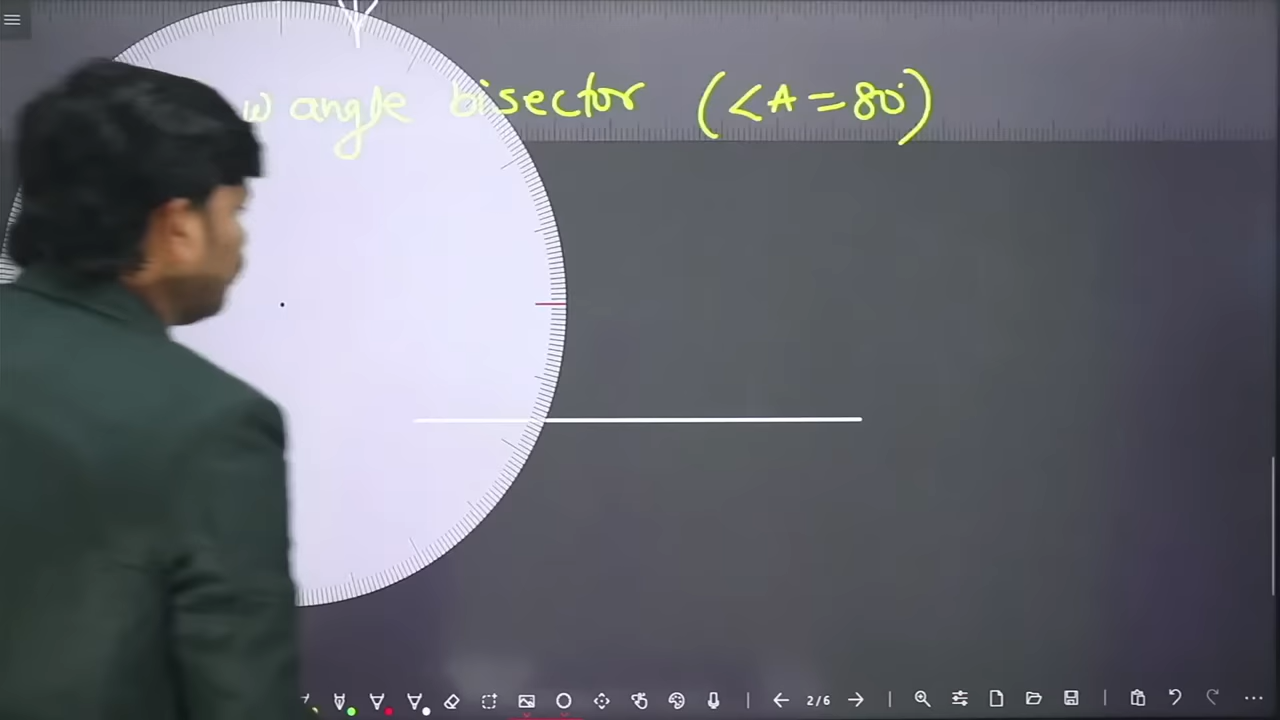 w angle bisector (<A = 80°)
2/6